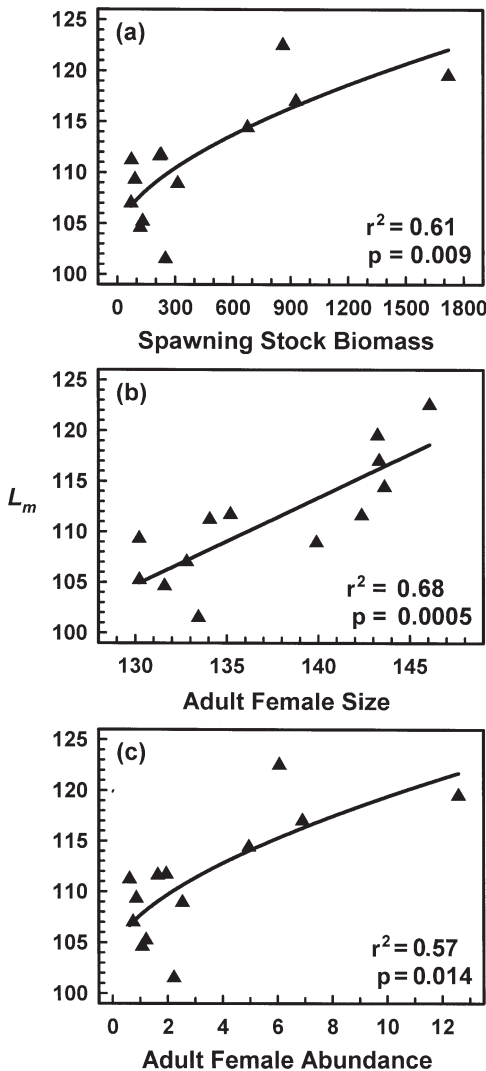 (a)
125
120
115
110
105
100
r² = 0.61
p = 0.009
0 300 600 900 1200 1500 1800
Spawning Stock Biomass
(b)
125
120
115
110
105
100
Lm
r² = 0.68
p = 0.0005
130 135 140 145
Adult Female Size
(c)
125
120
115
110
105
100
r² = 0.57
p = 0.014
0 2 4 6 8 10 12
Adult Female Abundance